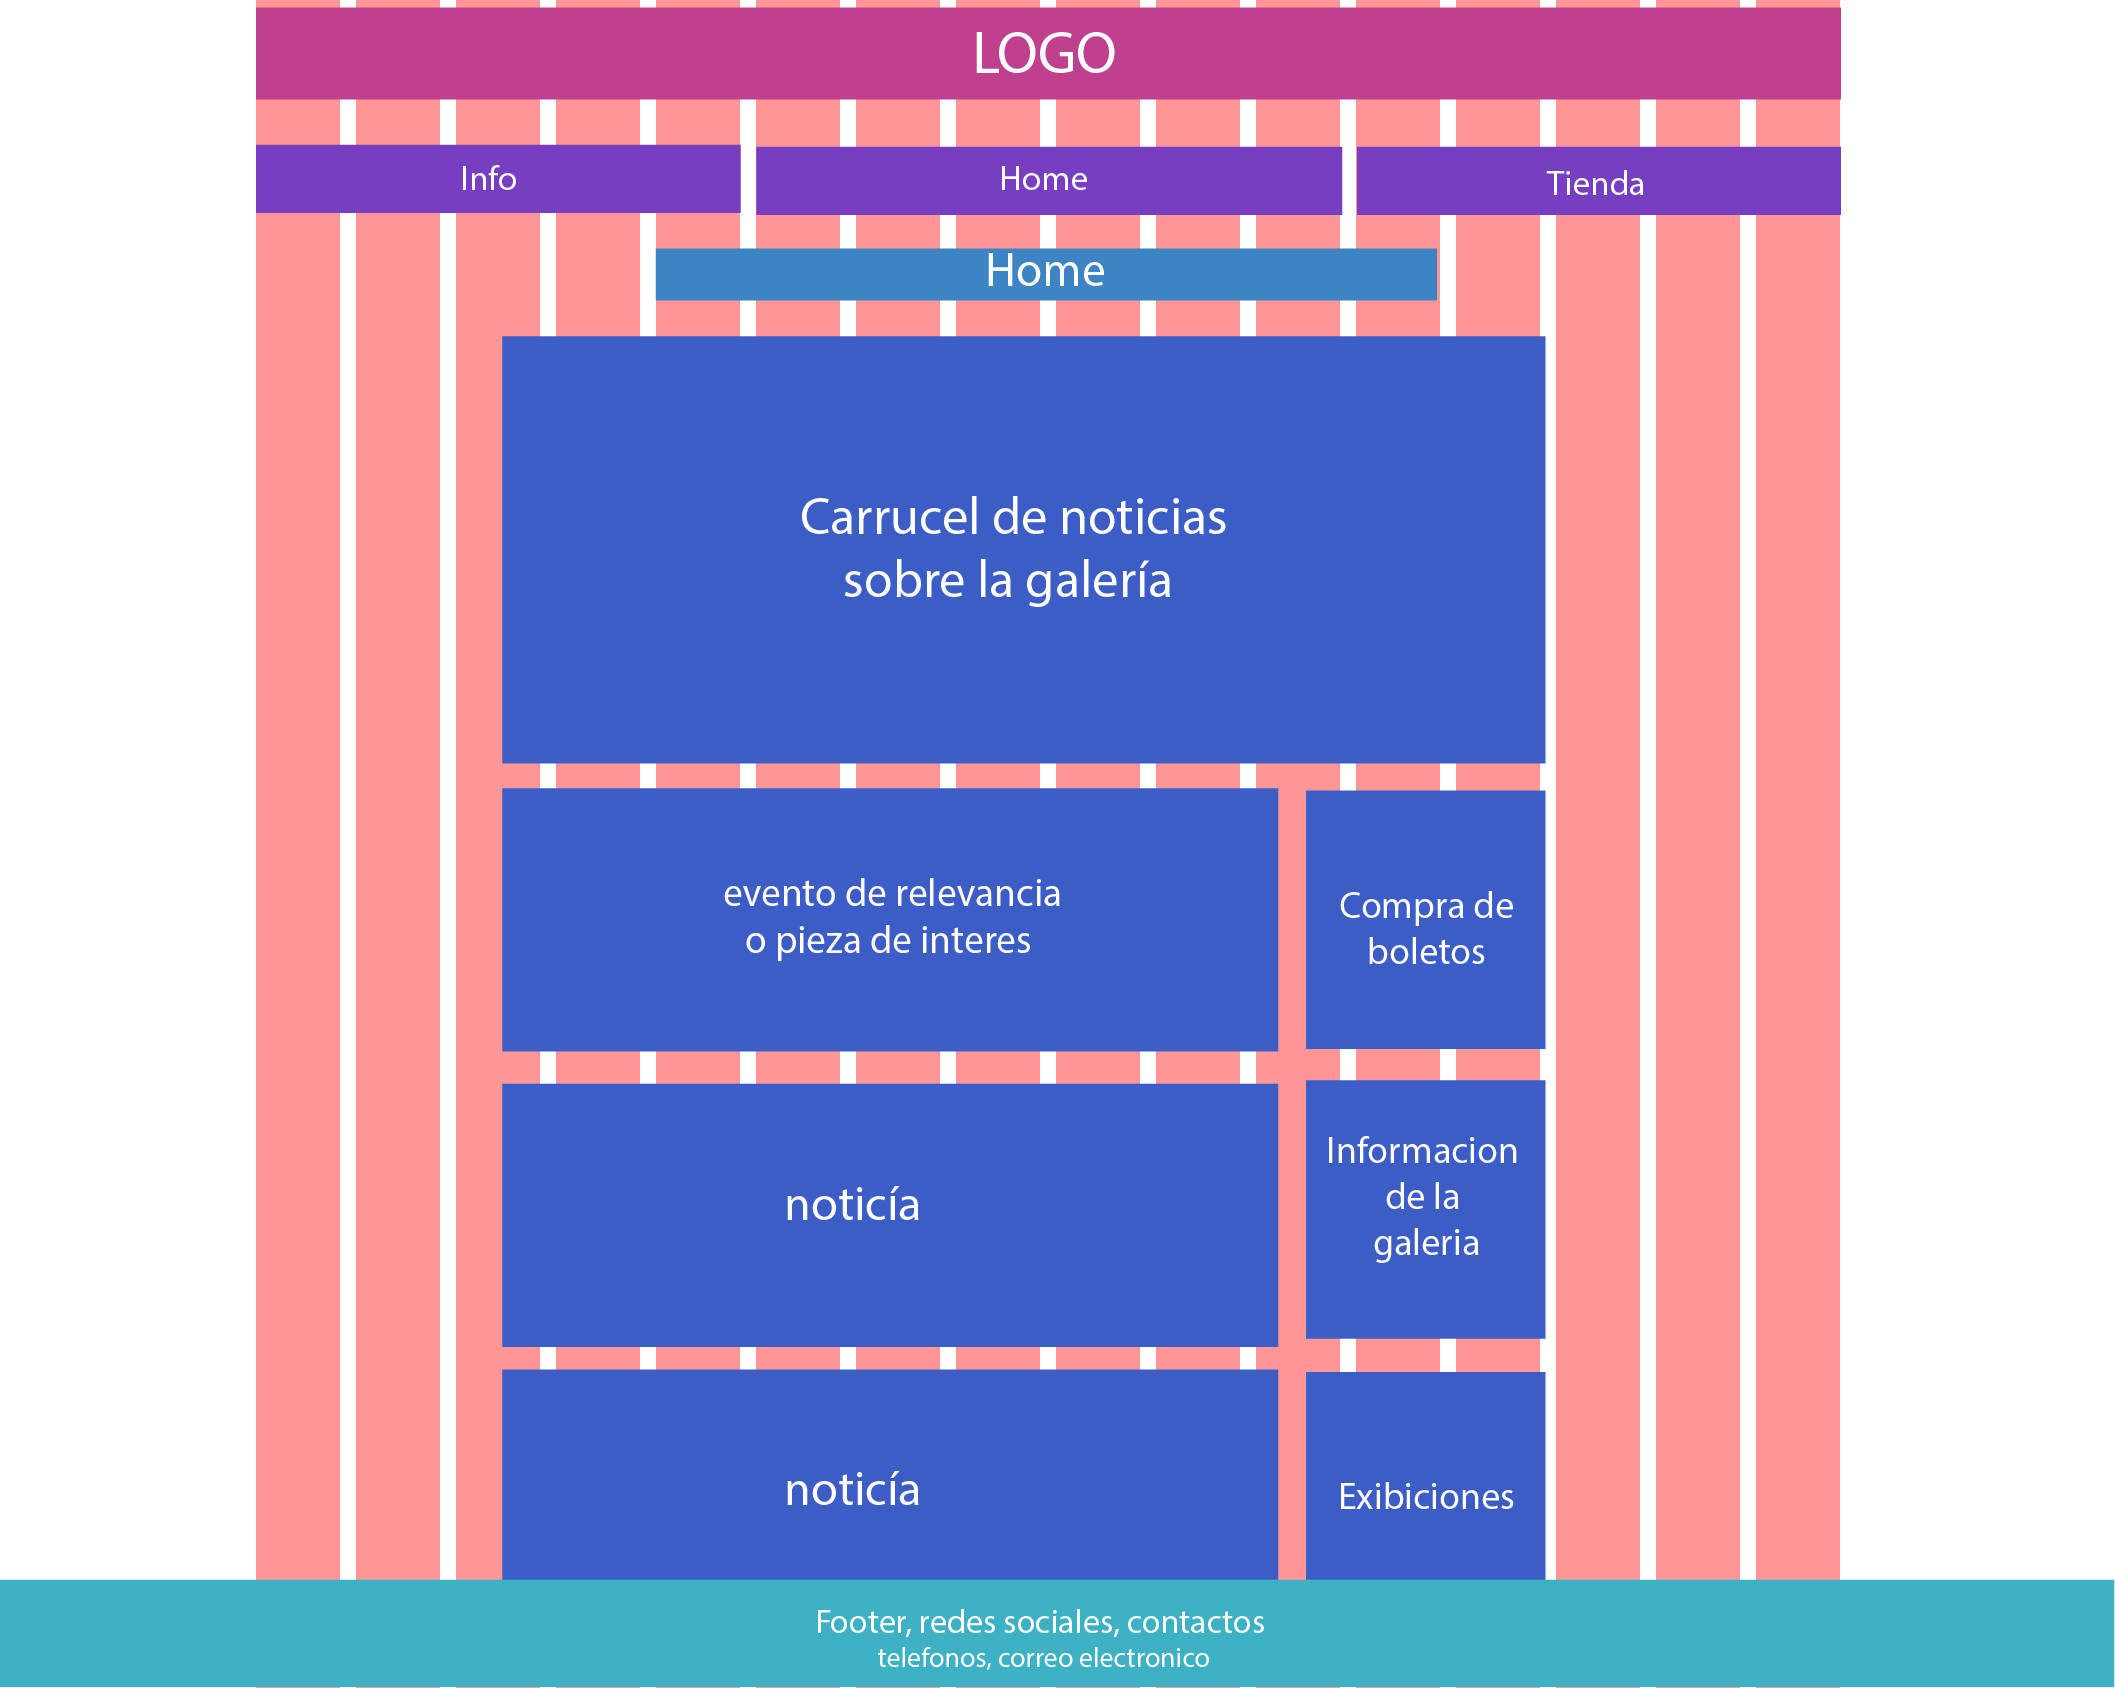 LOGO
Info
Home
Tienda
Home
Carrucel de noticias
sobre la galería
evento de relevancia
o pieza de interes
Compra de
boletos
noticía
Informacion
de la
galeria
noticía
Exibiciones
Footer, redes sociales, contactos
telefonos, correo electronico